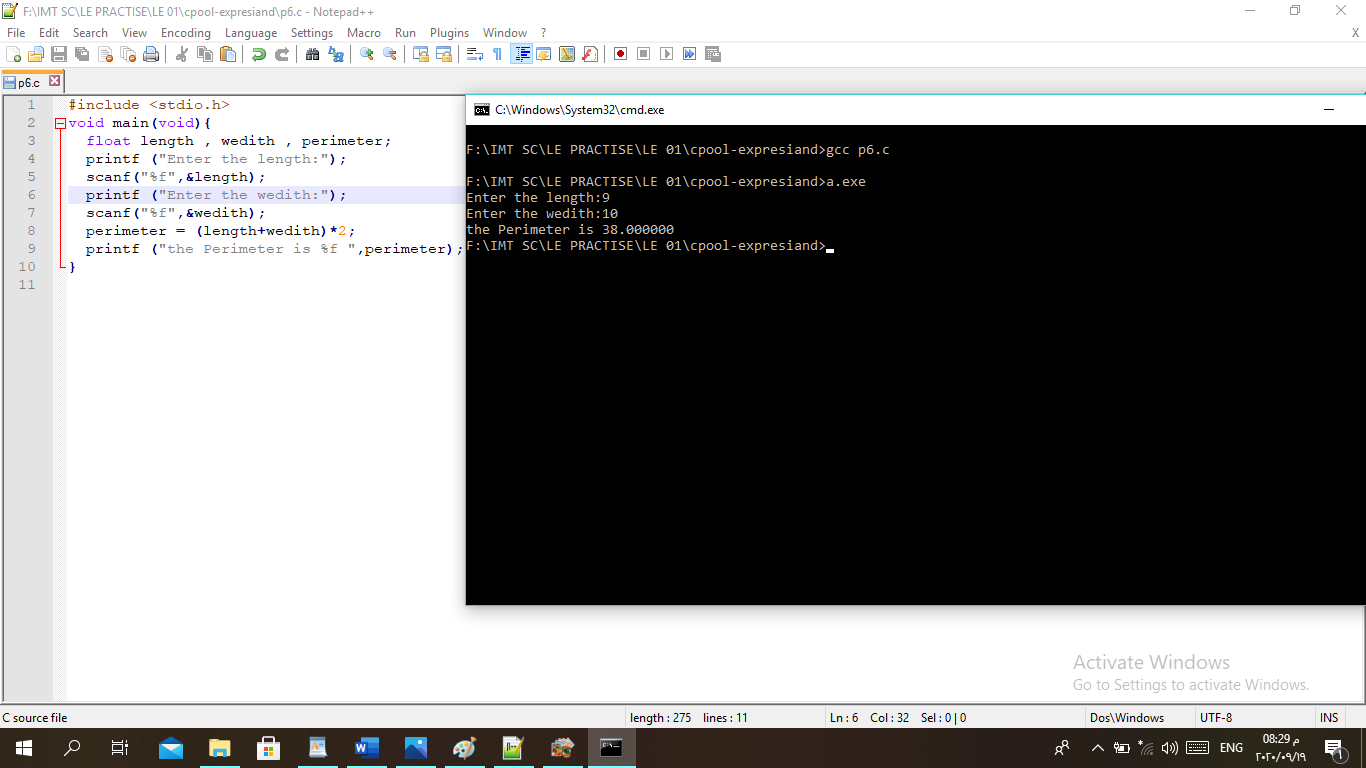 F:\IMT SC\LE PRACTISE\LE 01\cpool-expresiand\p6.c - Notepad++
File Edit Search View Encoding Language Settings Macro Run Plugins Window ? X
p6.c
1 #include <stdio.h>
2 void main(void){
3 float length , wedith , perimeter;
4 printf ("Enter the length:");
5 scanf("%f",&length);
6 printf ("Enter the wedith:");
7 scanf("%f",&wedith);
8 perimeter = (length+wedith)*2;
9 printf ("the Perimeter is %f ",perimeter);
10 }
11
C:\Windows\System32\cmd.exe
F:\IMT SC\LE PRACTISE\LE 01\cpool-expresiand>gcc p6.c
F:\IMT SC\LE PRACTISE\LE 01\cpool-expresiand>a.exe
Enter the length:9
Enter the wedith:10
the Perimeter is 38.000000
F:\IMT SC\LE PRACTISE\LE 01\cpool-expresiand>
Activate Windows
Go to Settings to activate Windows.
C source file length : 275 lines : 11 Ln : 6 Col : 32 Sel : 0 | 0 Dos\Windows UTF-8 INS
ENG
08:29 م
٢٠٢٠/٠٩/١٩
1